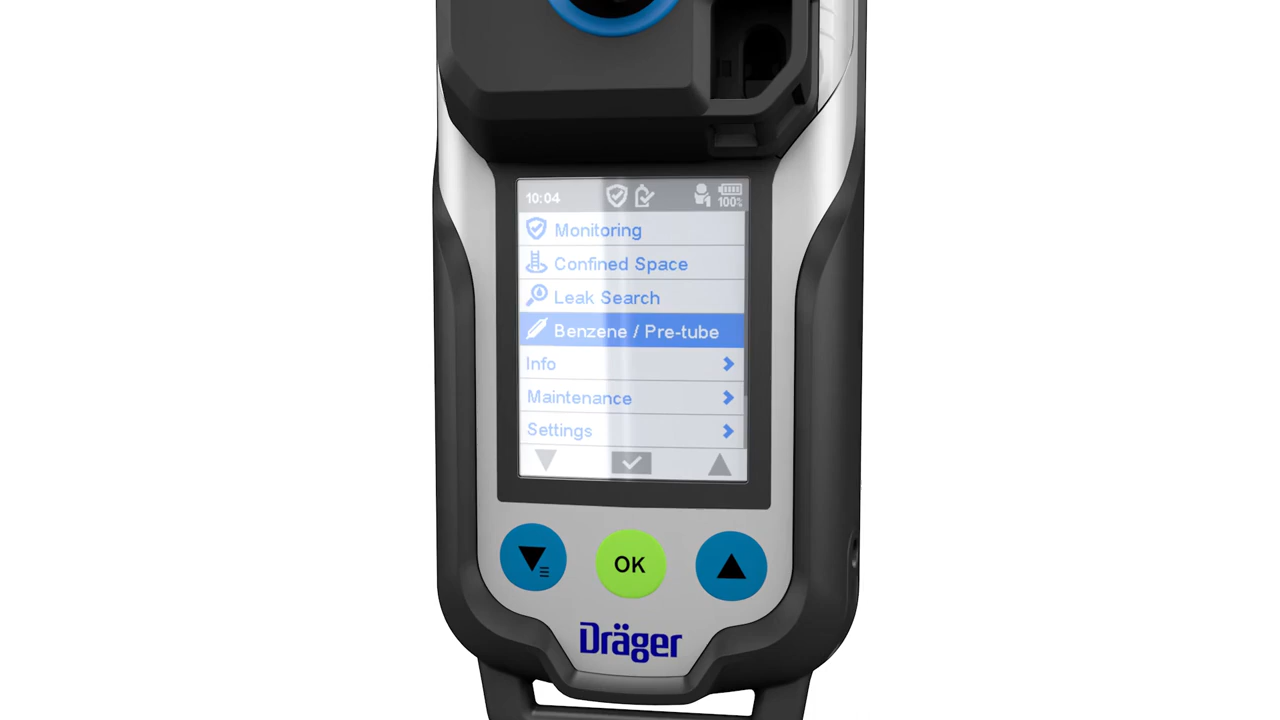 10:04
100%
Monitoring
Confined Space
Leak Search
Benzene / Pre-tube
Info
Maintenance
Settings
OK
Dräger